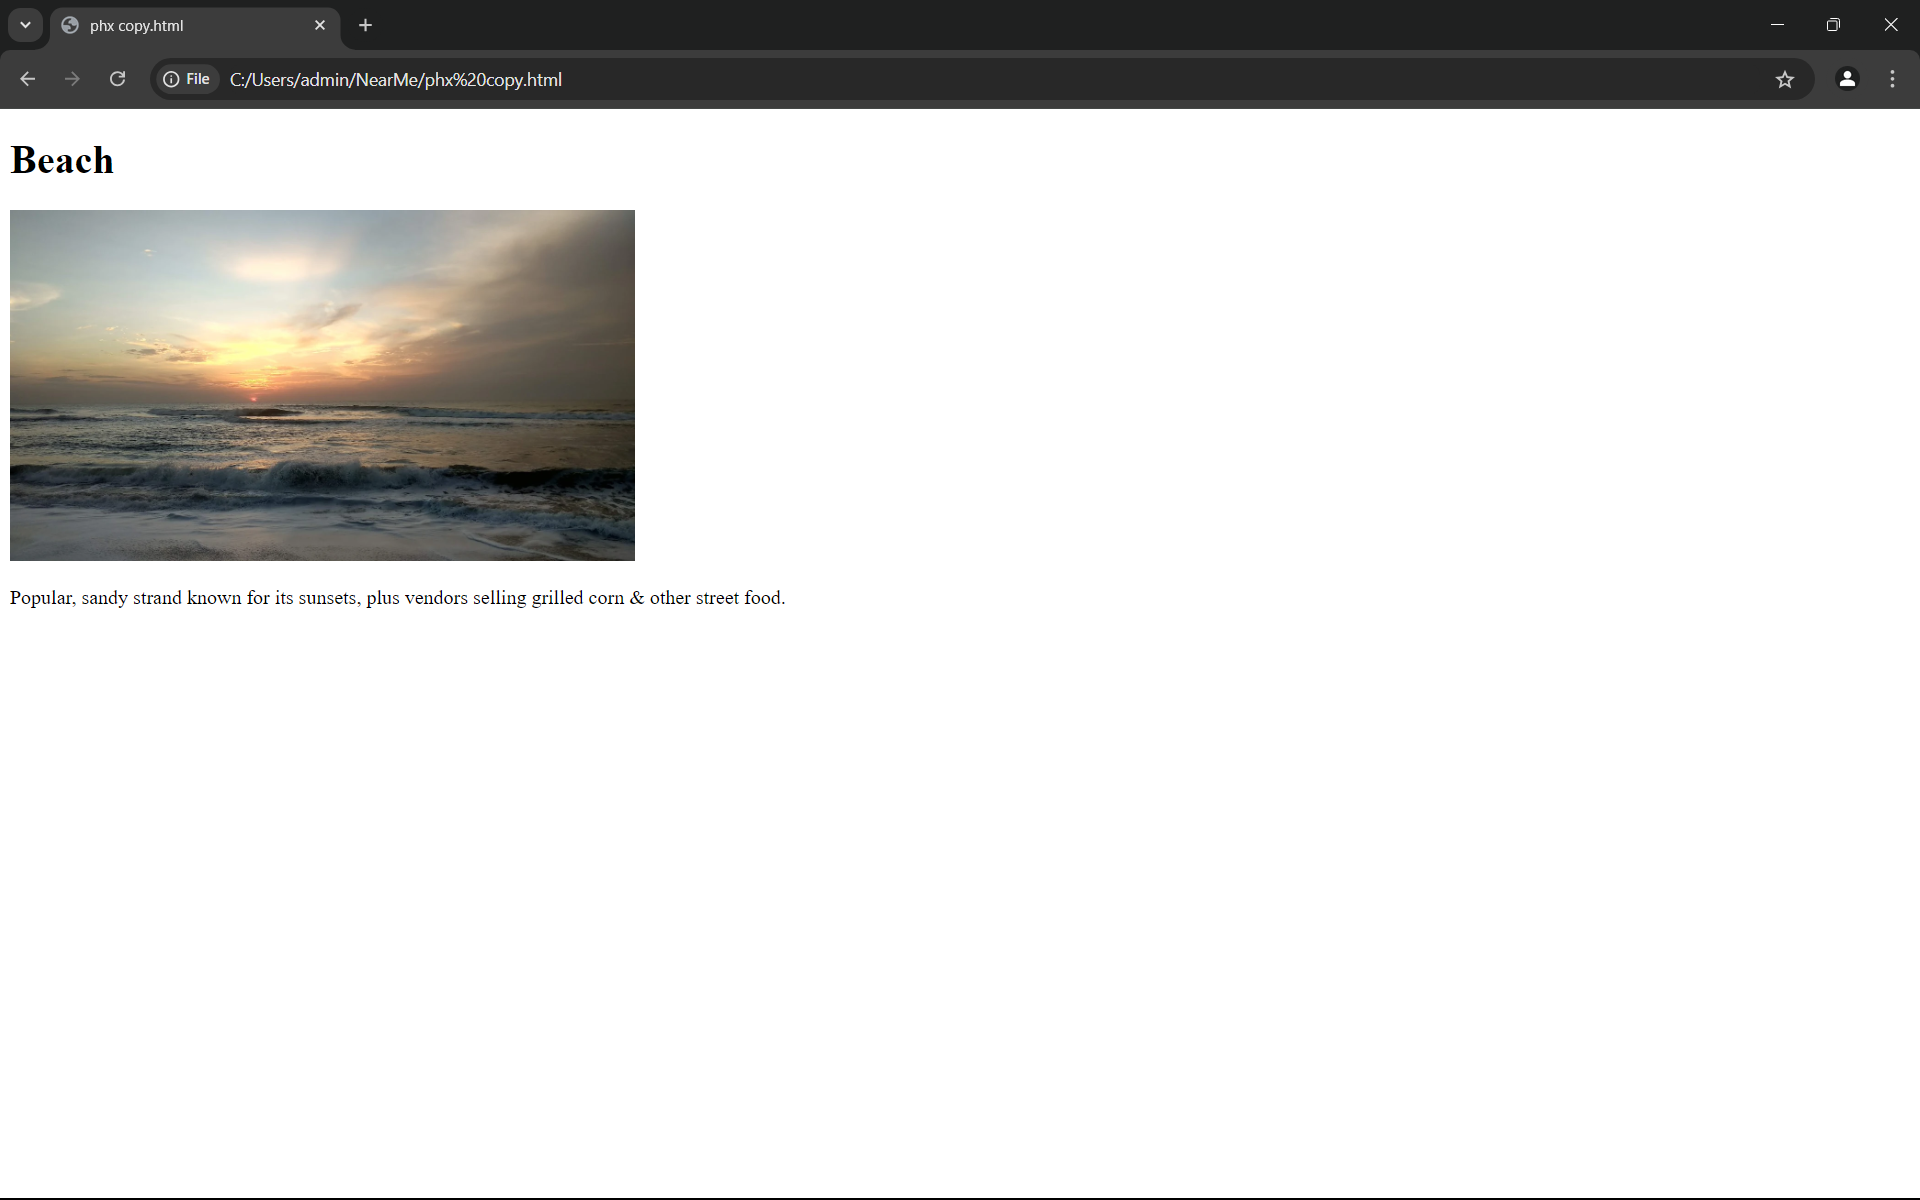 phx copy.html
File
C:/Users/admin/NearMe/phx%20copy.html
Beach
Popular, sandy strand known for its sunsets, plus vendors selling grilled corn & other street food.